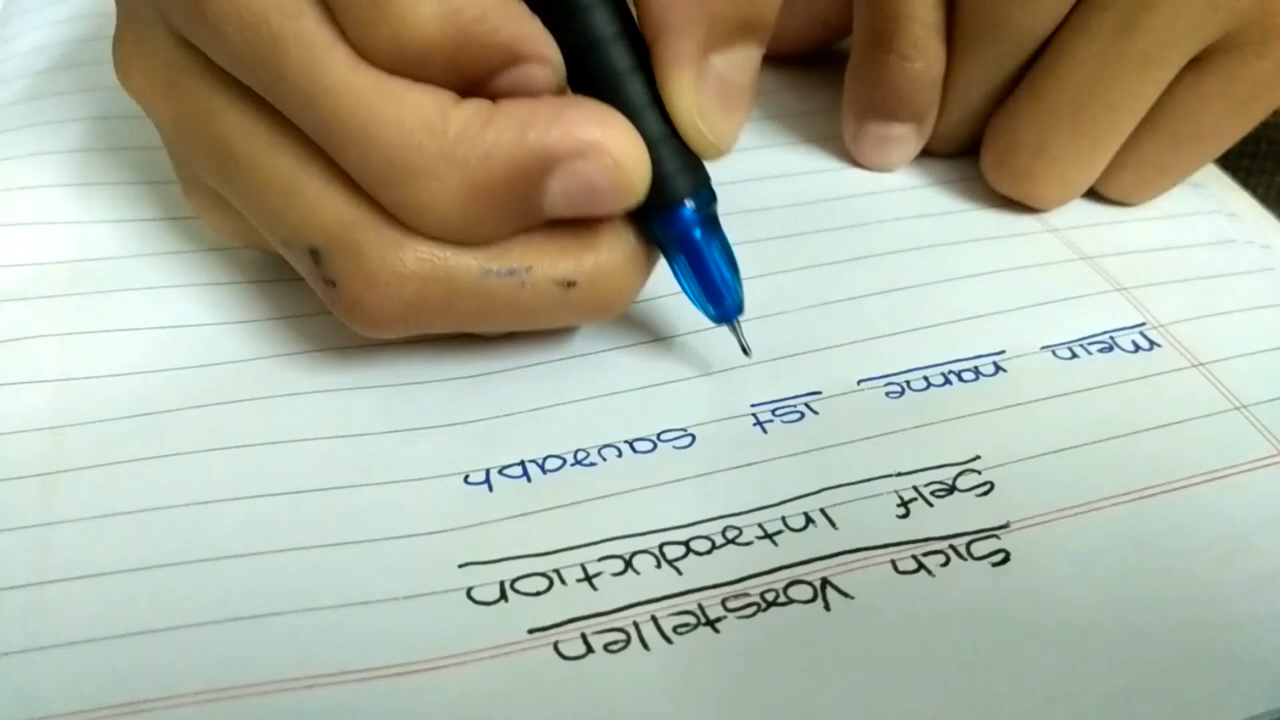 Sich Vorstellen
Self Introduction
Mein name ist Saurabh